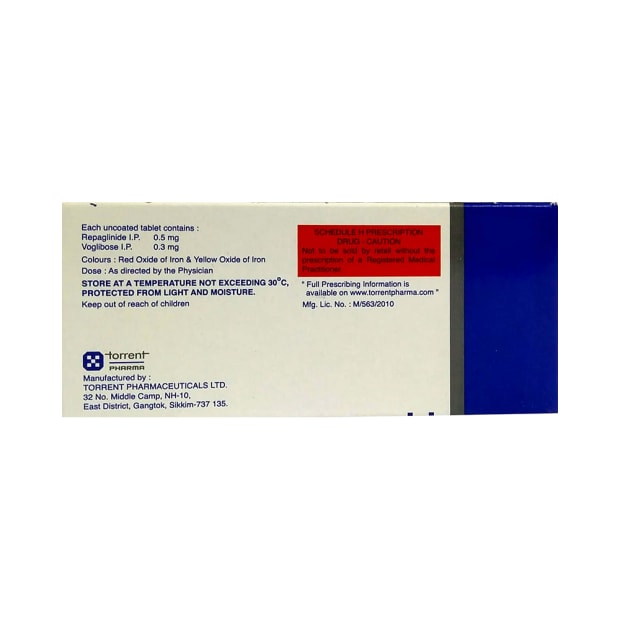 Each uncoated tablet contains :
Repaglinide I.P. 0.5 mg
Voglibose I.P. 0.3 mg
Colours : Red Oxide of Iron & Yellow Oxide of Iron
Dose : As directed by the Physician
STORE AT A TEMPERATURE NOT EXCEEDING 30°C,
PROTECTED FROM LIGHT AND MOISTURE.
Keep out of reach of children
torrent
PHARMA
Manufactured by :
TORRENT PHARMACEUTICALS LTD.
32 No. Middle Camp, NH-10,
East District, Gangtok, Sikkim-737 135.
SCHEDULE H PRESCRIPTION
DRUG - CAUTION
Not to be sold by retail without the
prescription of a Registered Medical
Practitioner.
" Full Prescribing Information is
available on www.torrentpharma.com "
Mfg. Lic. No. : M/563/2010